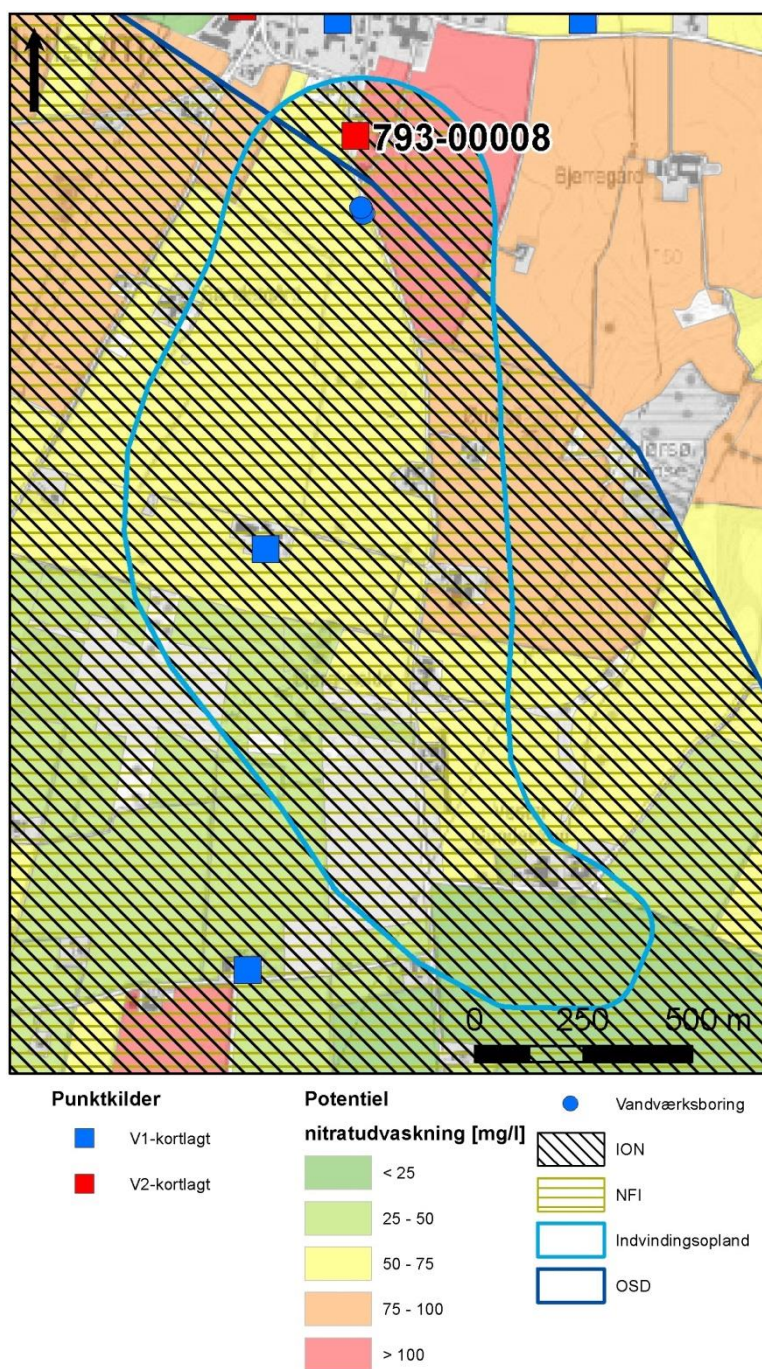 793-00008
Bjerregård
0 250 500 m
Punktkilder
V1-kortlagt
V2-kortlagt
Potentiel
nitratudvaskning [mg/l]
< 25
25 - 50
50 - 75
75 - 100
> 100
Vandværksboring
ION
NFI
Indvindingsopland
OSD